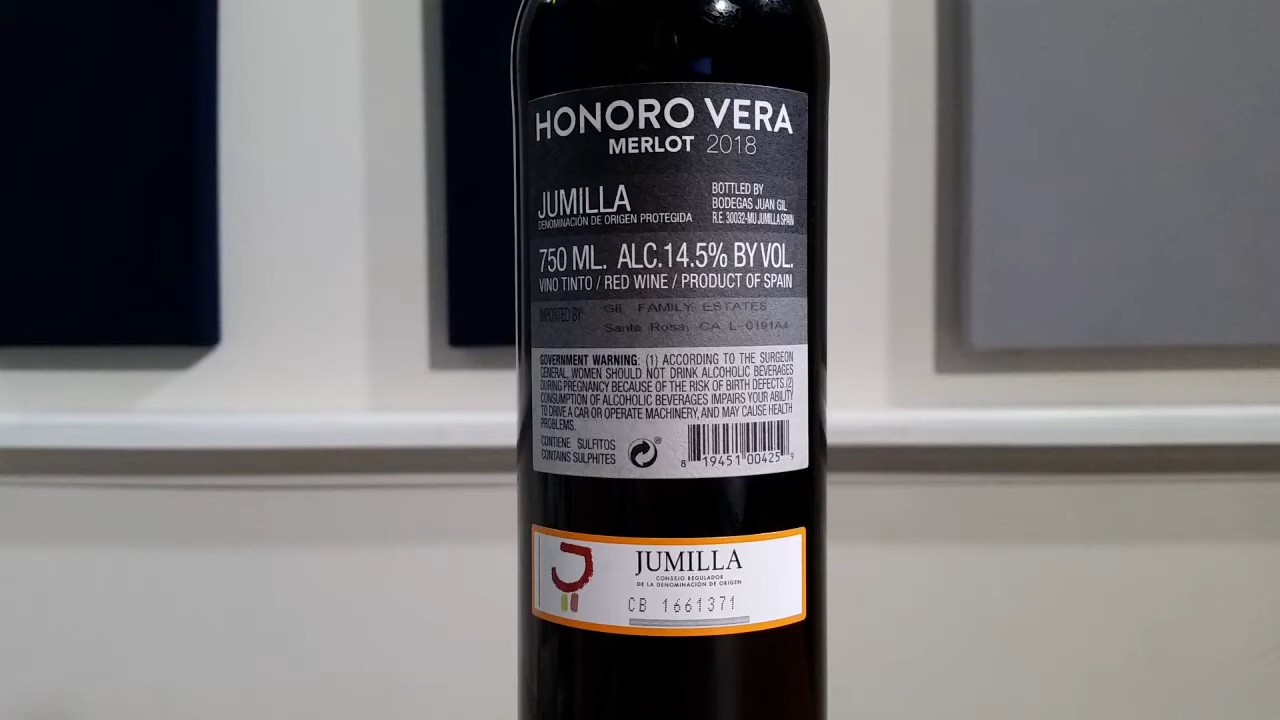 HONORO VERA
MERLOT 2018
JUMILLA
DENOMINACIÓN DE ORIGEN PROTEGIDA
BOTTLED BY
BODEGAS JUAN GIL
R.E. 30032-MU JUMILLA SPAIN
750 ML. ALC.14.5% BY VOL.
VINO TINTO / RED WINE / PRODUCT OF SPAIN
IMPORTED BY: GIL FAMILY ESTATES
Santa Rosa, CA L-0191A4
GOVERNMENT WARNING: (1) ACCORDING TO THE SURGEON
GENERAL, WOMEN SHOULD NOT DRINK ALCOHOLIC BEVERAGES
DURING PREGNANCY BECAUSE OF THE RISK OF BIRTH DEFECTS.(2)
CONSUMPTION OF ALCOHOLIC BEVERAGES IMPAIRS YOUR ABILITY
TO DRIVE A CAR OR OPERATE MACHINERY, AND MAY CAUSE HEALTH
PROBLEMS.
CONTIENE SULFITOS
CONTAINS SULPHITES
8 19451 00425 9
JUMILLA
CONSEJO REGULADOR
DE LA DENOMINACIÓN DE ORIGEN
CB 1661371